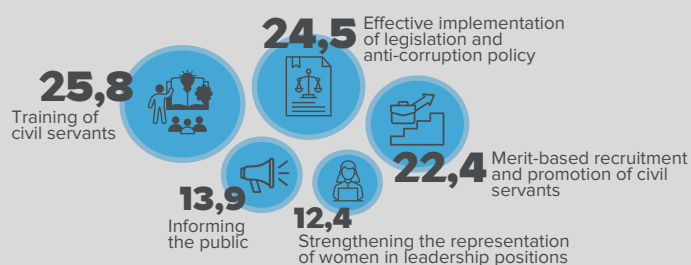 24,5
Effective implementation
of legislation and
anti-corruption policy
25,8
Training of
civil servants
22,4
Merit-based recruitment
and promotion of civil
servants
13,9
Informing
the public
12,4
Strengthening the representation
of women in leadership positions